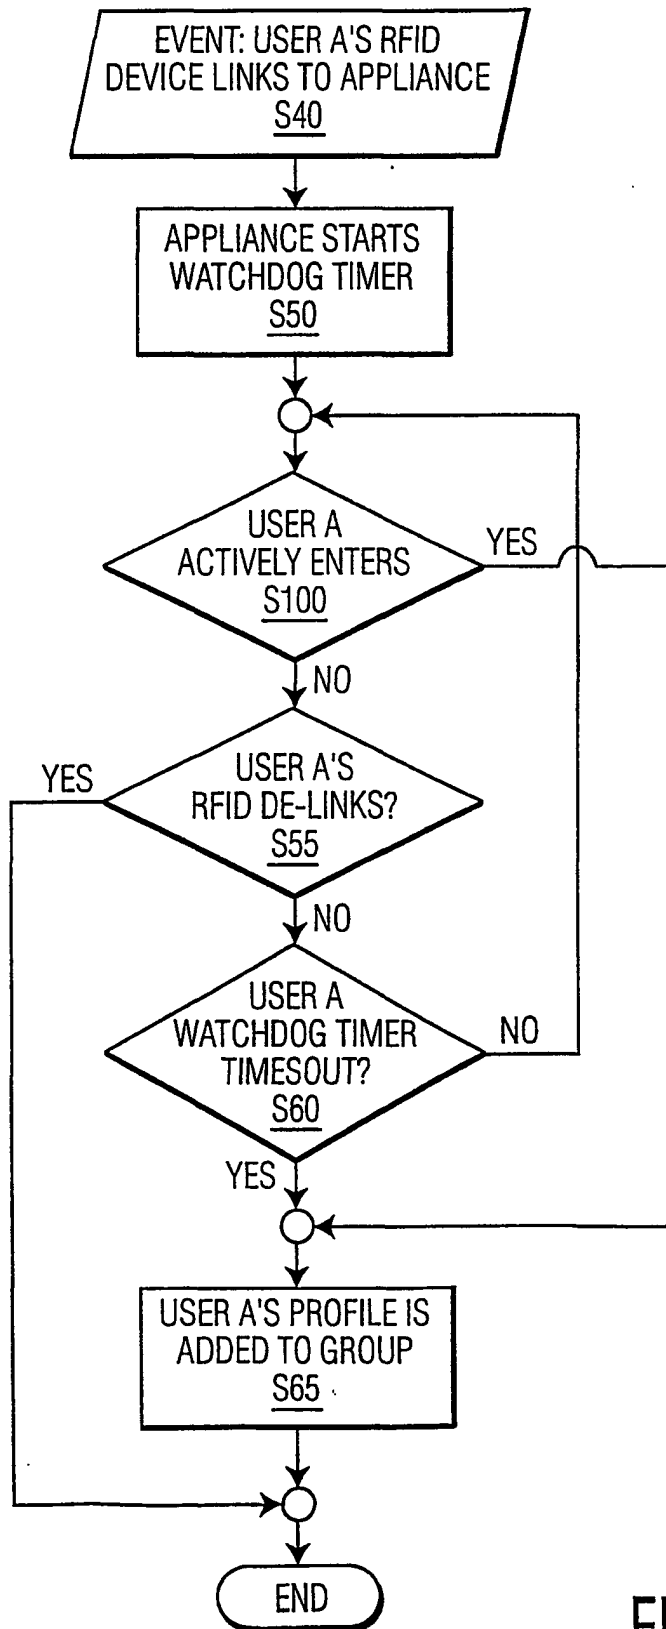 EVENT: USER A'S RFID
DEVICE LINKS TO APPLIANCE
S40
APPLIANCE STARTS
WATCHDOG TIMER
S50
USER A
ACTIVELY ENTERS
S100
YES
NO
USER A'S
RFID DE-LINKS?
S55
YES
NO
USER A
WATCHDOG TIMER
TIMESOUT?
S60
NO
YES
USER A'S PROFILE IS
ADDED TO GROUP
S65
END